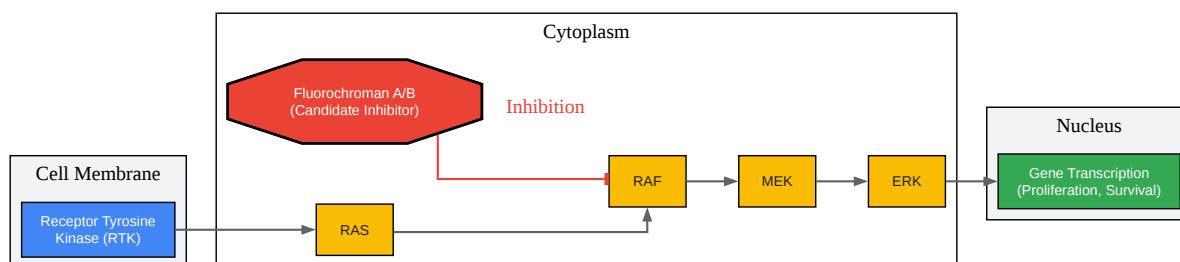 Cytoplasm
Fluorochroman A/B
(Candidate Inhibitor)
Inhibition
Nucleus
Gene Transcription
(Proliferation, Survival)
Cell Membrane
Receptor Tyrosine
Kinase (RTK)
RAS
RAF
MEK
ERK